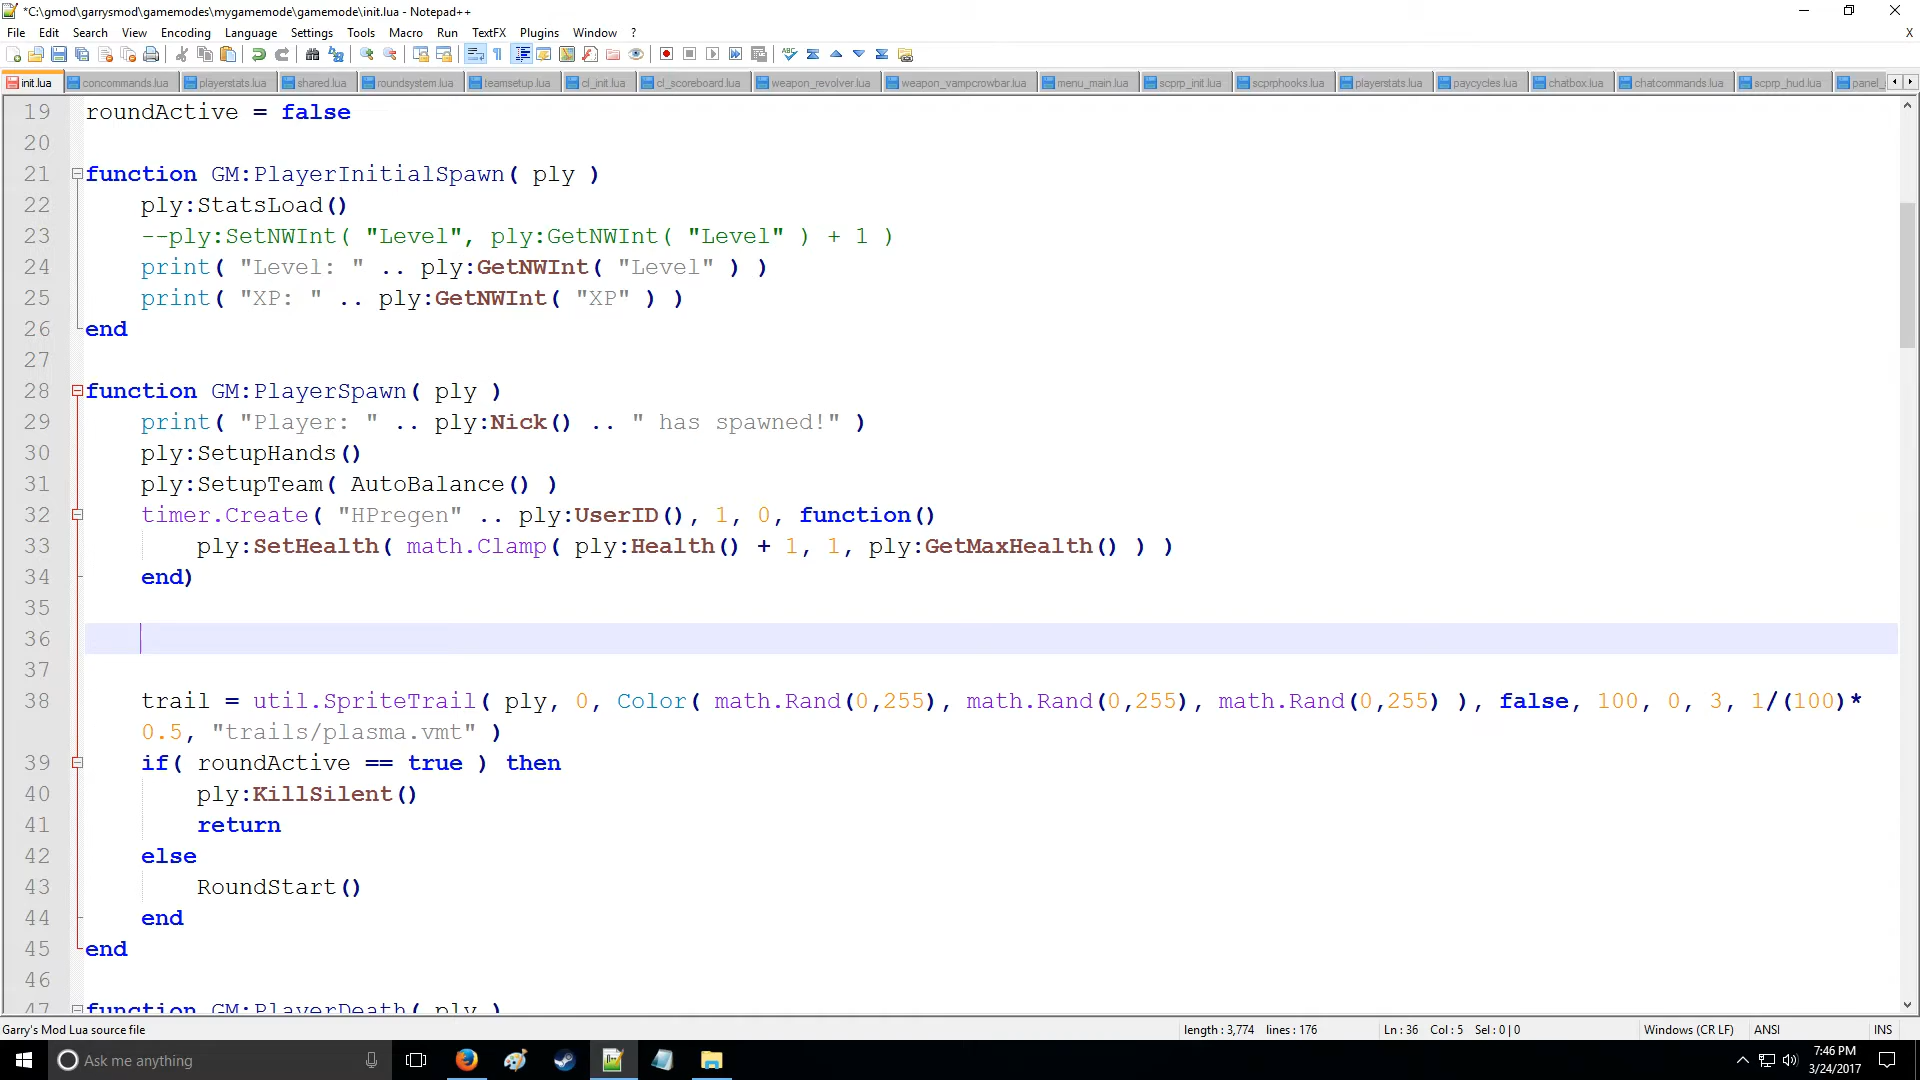 *C:\gmod\garrysmod\gamemodes\mygamemode\gamemode\init.lua - Notepad++
File Edit Search View Encoding Language Settings Tools Macro Run TextFX Plugins Window ? X
init.lua concommands.lua playerstats.lua shared.lua roundsystem.lua teamsetup.lua cl_init.lua cl_scoreboard.lua weapon_revolver.lua weapon_vampcrowbar.lua menu_main.lua scprp_init.lua scprphooks.lua playerstats.lua paycycles.lua chatbox.lua chatcommands.lua scprp_hud.lua panel_
19 roundActive = false
20
21 function GM:PlayerInitialSpawn( ply )
22 ply:StatsLoad()
23 --ply:SetNWInt( "Level", ply:GetNWInt( "Level" ) + 1 )
24 print( "Level: " .. ply:GetNWInt( "Level" ) )
25 print( "XP: " .. ply:GetNWInt( "XP" ) )
26 end
27
28 function GM:PlayerSpawn( ply )
29 print( "Player: " .. ply:Nick() .. " has spawned!" )
30 ply:SetupHands()
31 ply:SetupTeam( AutoBalance() )
32 timer.Create( "HPregen" .. ply:UserID(), 1, 0, function()
33 ply:SetHealth( math.Clamp( ply:Health() + 1, 1, ply:GetMaxHealth() ) )
34 end)
35
36
37
38 trail = util.SpriteTrail( ply, 0, Color( math.Rand(0,255), math.Rand(0,255), math.Rand(0,255) ), false, 100, 0, 3, 1/(100)*
0.5, "trails/plasma.vmt" )
39 if( roundActive == true ) then
40 ply:KillSilent()
41 return
42 else
43 RoundStart()
44 end
45 end
46
47 function GM:PlayerDeath( ply )
Garry's Mod Lua source file length : 3,774 lines : 176 Ln : 36 Col : 5 Sel : 0 | 0 Windows (CR LF) ANSI INS
Ask me anything 7:46 PM
3/24/2017